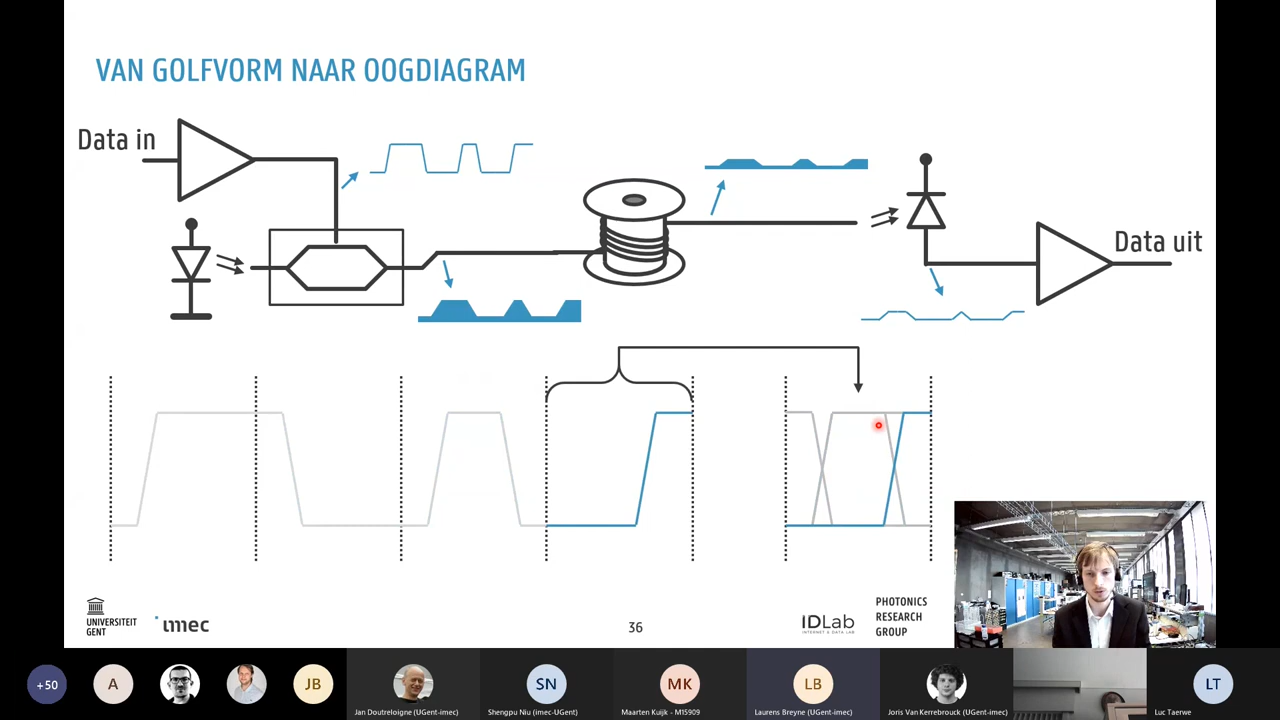 VAN GOLFVORM NAAR OOGDIAGRAM
Data in
Data uit
UNIVERSITEIT
GENT
imec
36
IDLab
INTERNET & DATA LAB
PHOTONICS
RESEARCH
GROUP
+50
A
JB
Jan Doutreloigne (UGent-imec)
SN
Shengpu Niu (imec-UGent)
MK
Maarten Kuijk - M15909
LB
Laurens Breyne (UGent-imec)
Joris Van Kerrebrouck (UGent-imec)
LT
Luc Taerwe